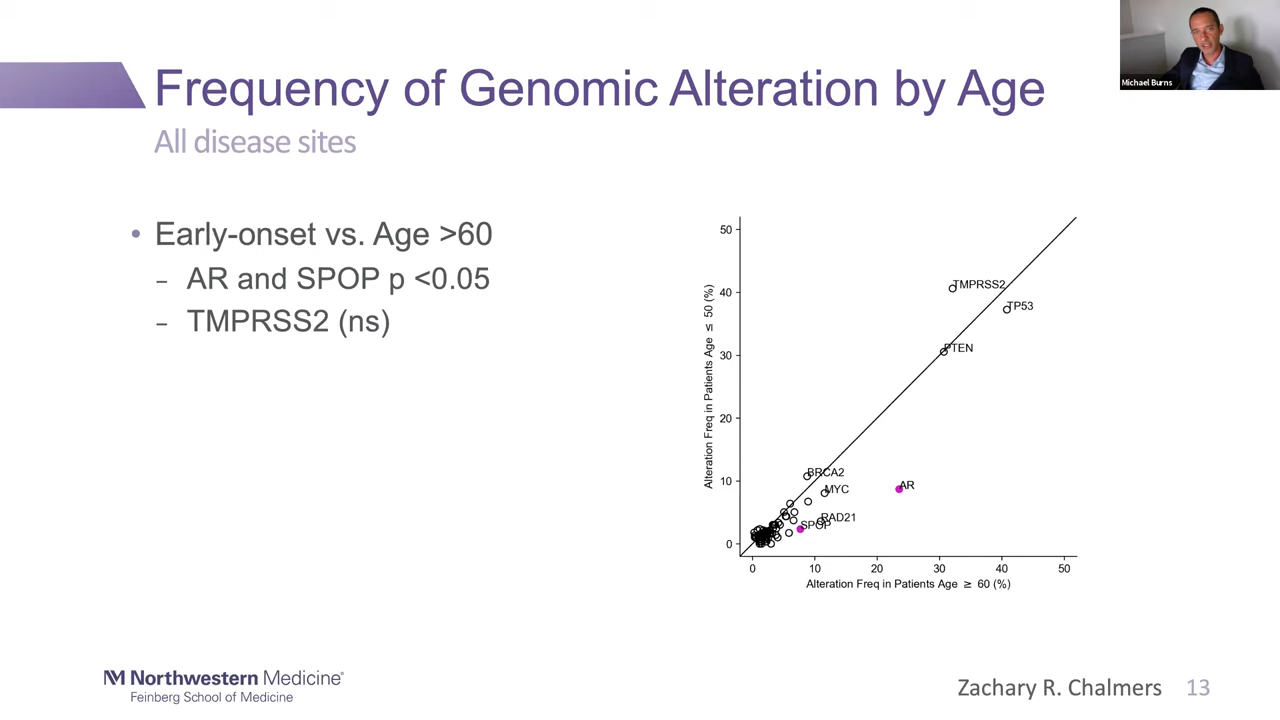 Michael Burns
Frequency of Genomic Alteration by Age
All disease sites
• Early-onset vs. Age >60
– AR and SPOP p <0.05
– TMPRSS2 (ns)
Alteration Freq in Patients Age ≤ 50 (%)
50
40
30
20
10
0
TMPRSS2
TP53
PTEN
BRCA2
MYC
AR
RAD21
SPOP
0 10 20 30 40 50
Alteration Freq in Patients Age ≥ 60 (%)
NM Northwestern Medicine®
Feinberg School of Medicine
Zachary R. Chalmers 13